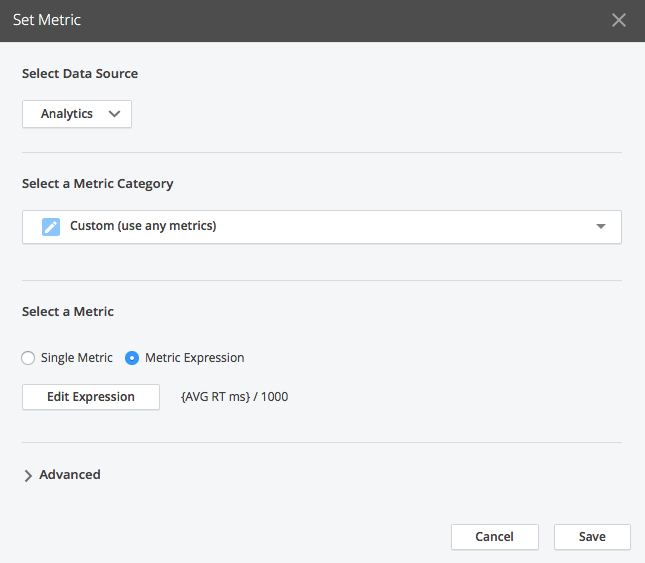 Set Metric
Select Data Source
Analytics
Select a Metric Category
Custom (use any metrics)
Select a Metric
Single Metric Metric Expression
Edit Expression {AVG RT ms} / 1000
Advanced
Cancel Save